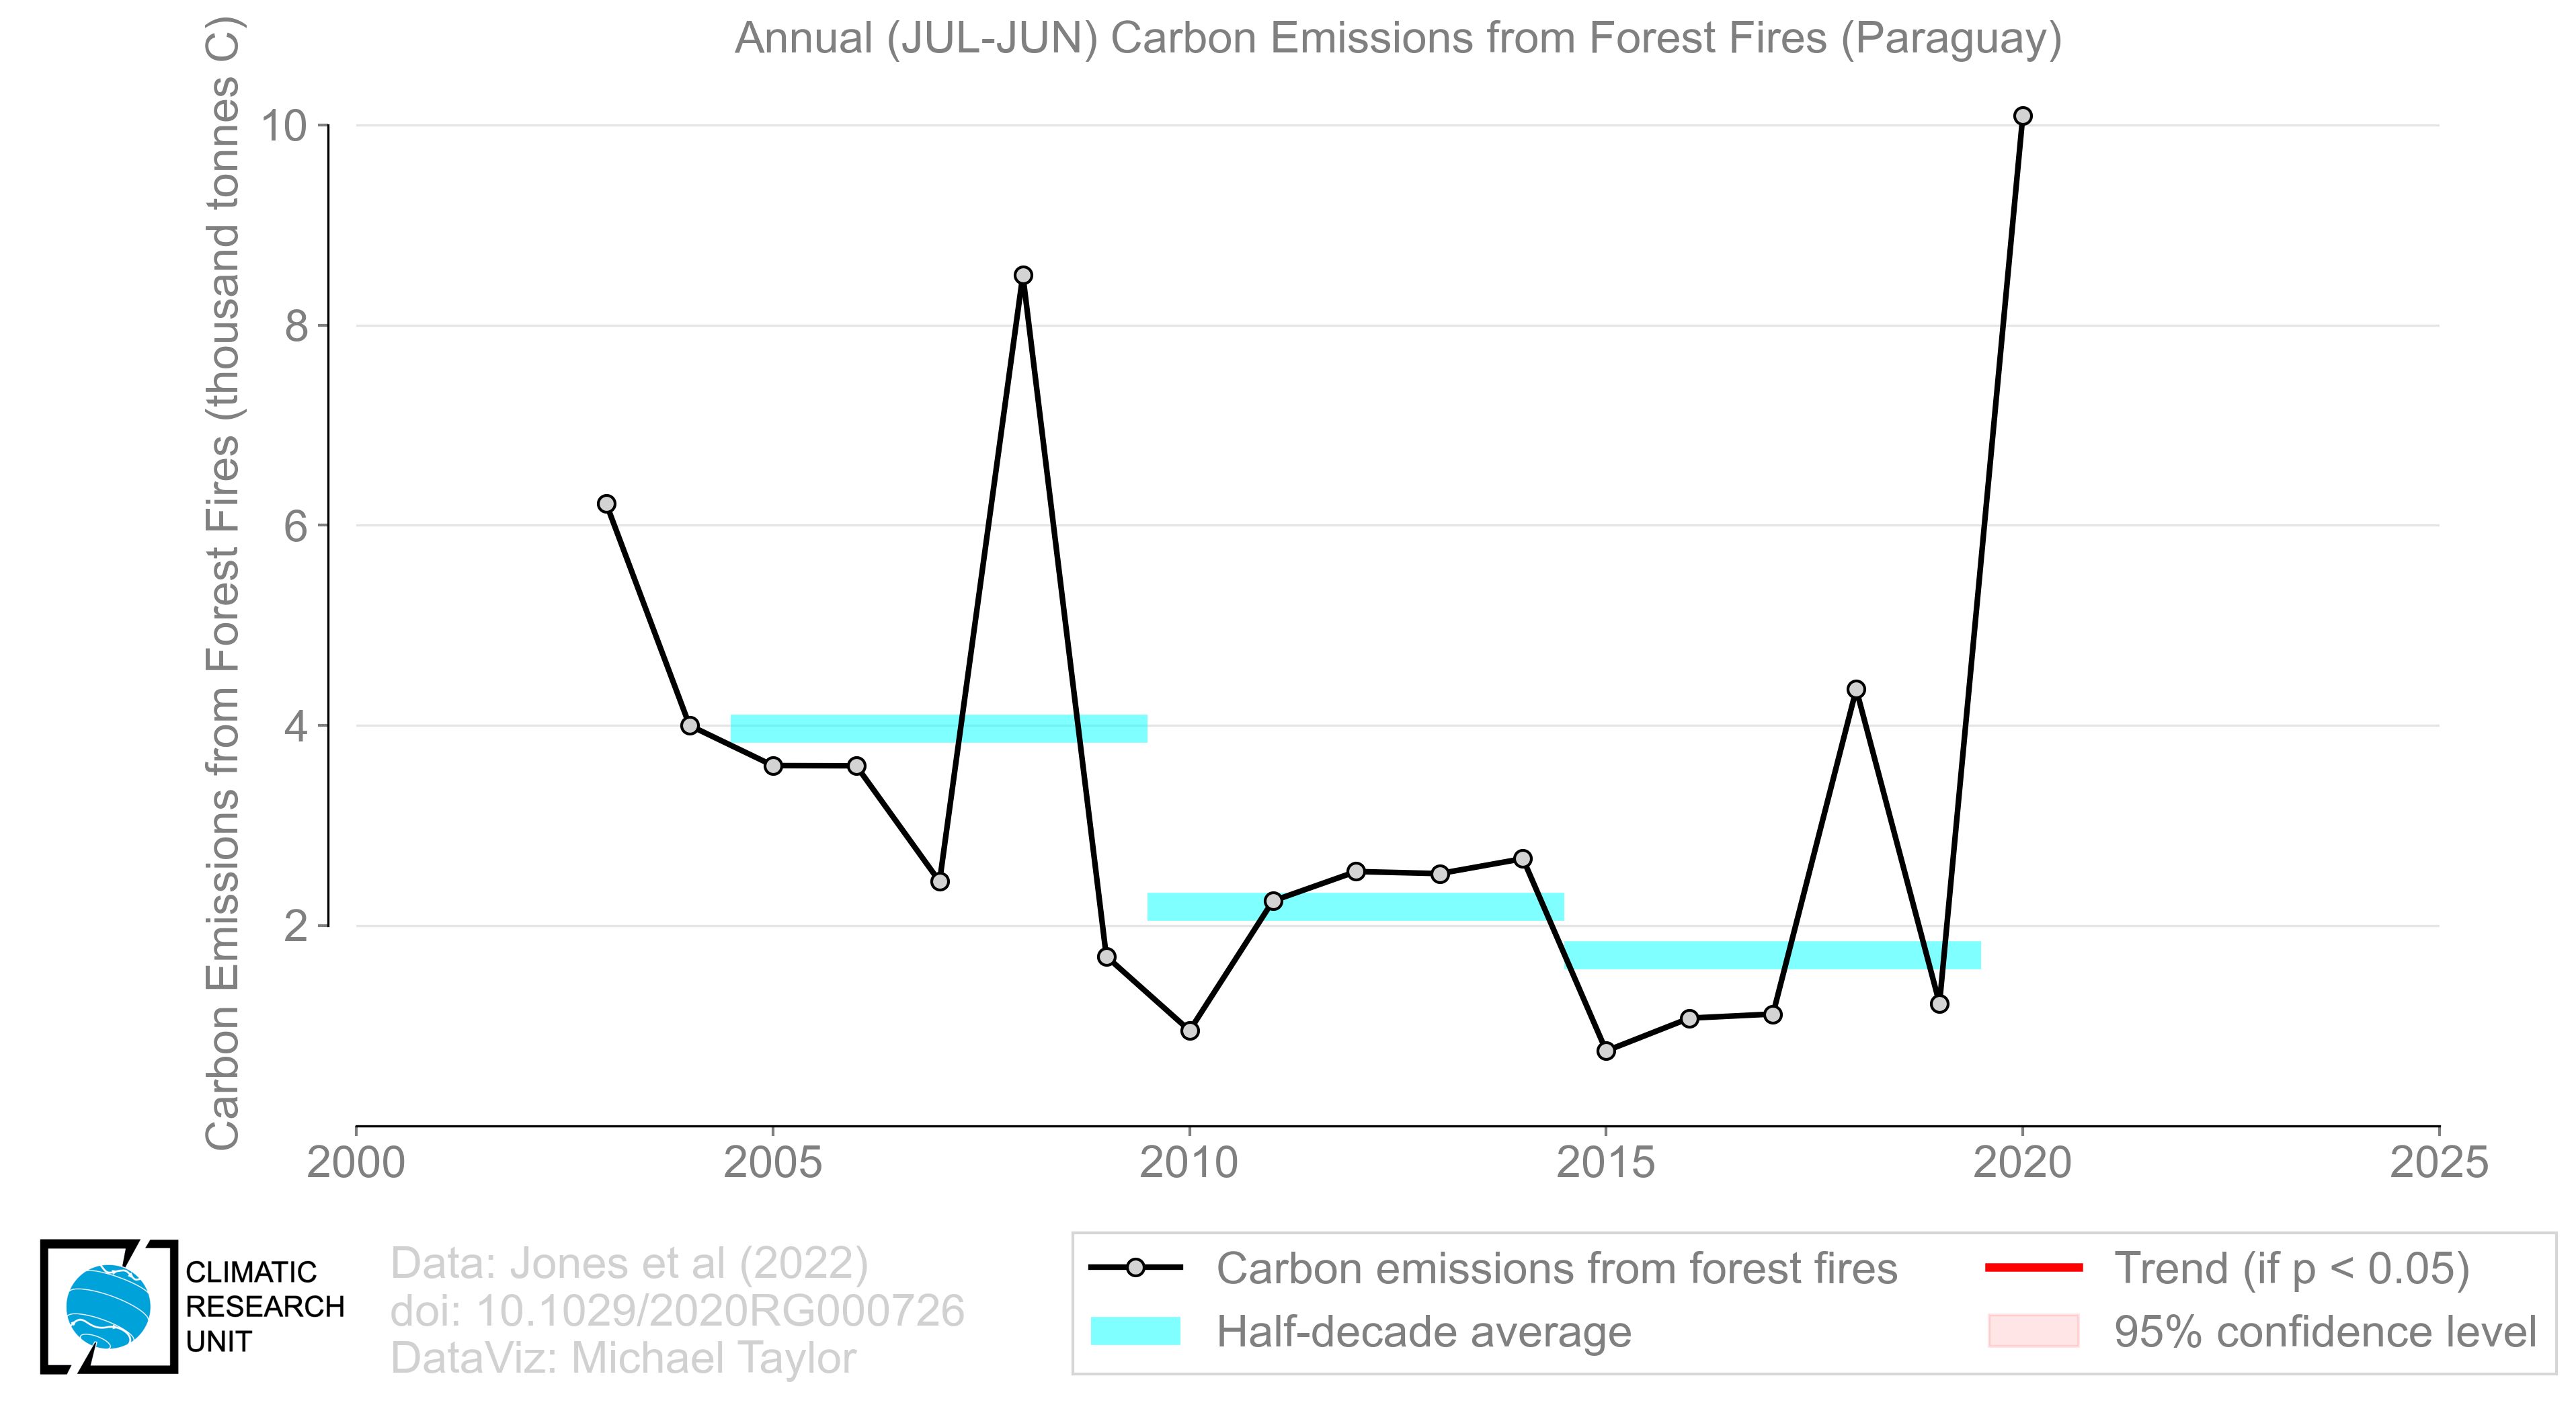 Annual (JUL-JUN) Carbon Emissions from Forest Fires (Paraguay)
Carbon Emissions from Forest Fires (thousand tonnes C)
10
8
6
4
2
2000 2005 2010 2015 2020 2025
CLIMATIC
RESEARCH
UNIT
Data: Jones et al (2022)
doi: 10.1029/2020RG000726
DataViz: Michael Taylor
Carbon emissions from forest fires
Half-decade average
Trend (if p < 0.05)
95% confidence level